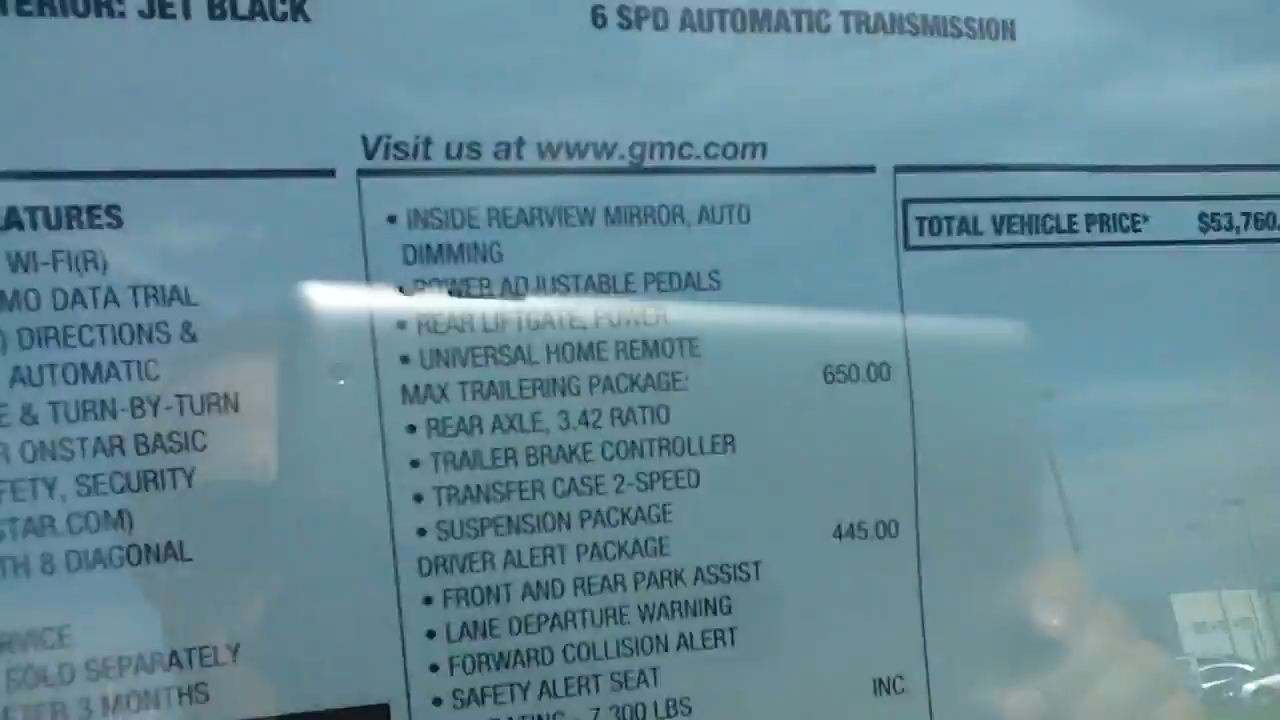 TERIOR: JET BLACK
6 SPD AUTOMATIC TRANSMISSION
Visit us at www.gmc.com
EATURES
WI-FI(R)
MO DATA TRIAL
) DIRECTIONS &
AUTOMATIC
E & TURN-BY-TURN
R ONSTAR BASIC
FETY, SECURITY
STAR.COM)
TH 8 DIAGONAL
RVICE
SOLD SEPARATELY
FTER 3 MONTHS
• INSIDE REARVIEW MIRROR, AUTO
DIMMING
• POWER ADJUSTABLE PEDALS
• REAR LIFTGATE, POWER
• UNIVERSAL HOME REMOTE
MAX TRAILERING PACKAGE: 650.00
• REAR AXLE, 3.42 RATIO
• TRAILER BRAKE CONTROLLER
• TRANSFER CASE 2-SPEED
• SUSPENSION PACKAGE
DRIVER ALERT PACKAGE 445.00
• FRONT AND REAR PARK ASSIST
• LANE DEPARTURE WARNING
• FORWARD COLLISION ALERT
• SAFETY ALERT SEAT
RATING - 7,300 LBS INC.
TOTAL VEHICLE PRICE* $53,760.